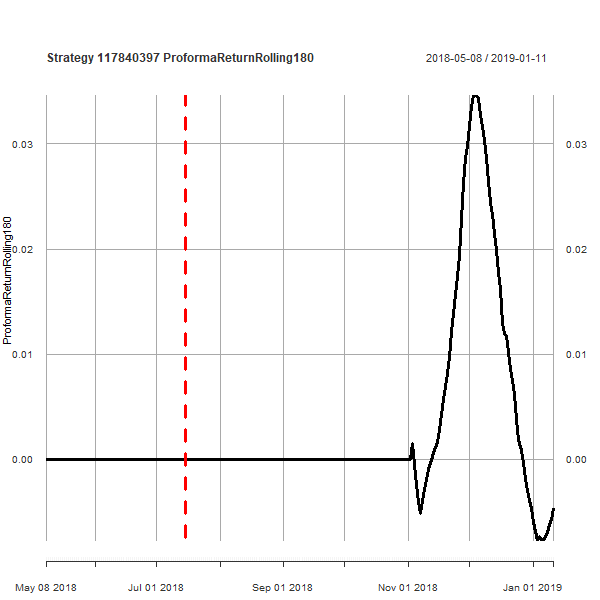 Strategy 117840397 ProformaReturnRolling180
2018-05-08 / 2019-01-11
ProformaReturnRolling180
0.03
0.03
0.02
0.02
0.01
0.01
0.00
0.00
May 08 2018
Jul 01 2018
Sep 01 2018
Nov 01 2018
Jan 01 2019